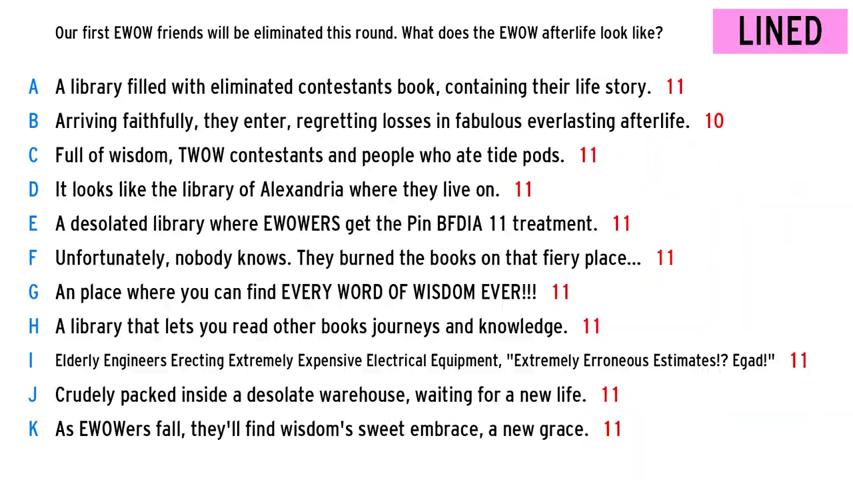 Our first EWOW friends will be eliminated this round. What does the EWOW afterlife look like?
LINED
A A library filled with eliminated contestants book, containing their life story. 11
B Arriving faithfully, they enter, regretting losses in fabulous everlasting afterlife. 10
C Full of wisdom, TWOW contestants and people who ate tide pods. 11
D It looks like the library of Alexandria where they live on. 11
E A desolated library where EWOWERS get the Pin BFDIA 11 treatment. 11
F Unfortunately, nobody knows. They burned the books on that fiery place... 11
G An place where you can find EVERY WORD OF WISDOM EVER!!! 11
H A library that lets you read other books journeys and knowledge. 11
I Elderly Engineers Erecting Extremely Expensive Electrical Equipment, "Extremely Erroneous Estimates!? Egad!" 11
J Crudely packed inside a desolate warehouse, waiting for a new life. 11
K As EWOWers fall, they'll find wisdom's sweet embrace, a new grace. 11